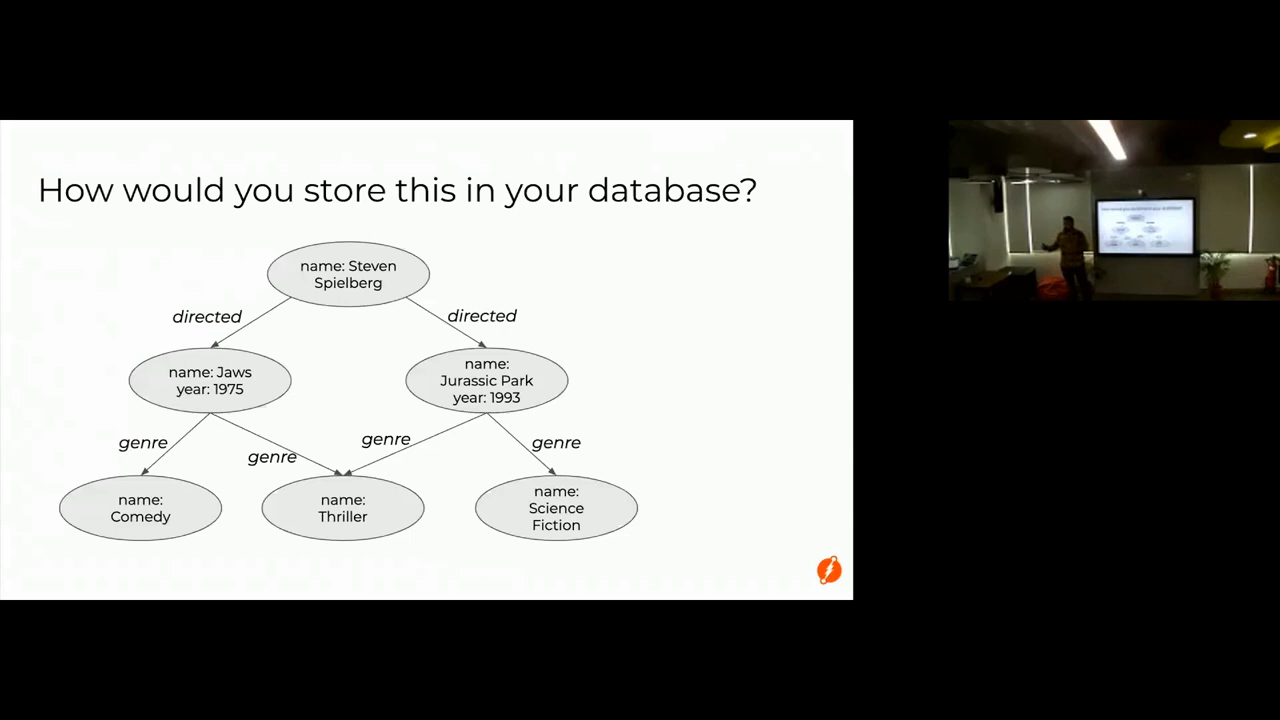 How would you store this in your database?
name: Steven
Spielberg
directed
directed
name: Jaws
year: 1975
name:
Jurassic Park
year: 1993
genre
genre
genre
genre
name:
Comedy
name:
Thriller
name:
Science
Fiction